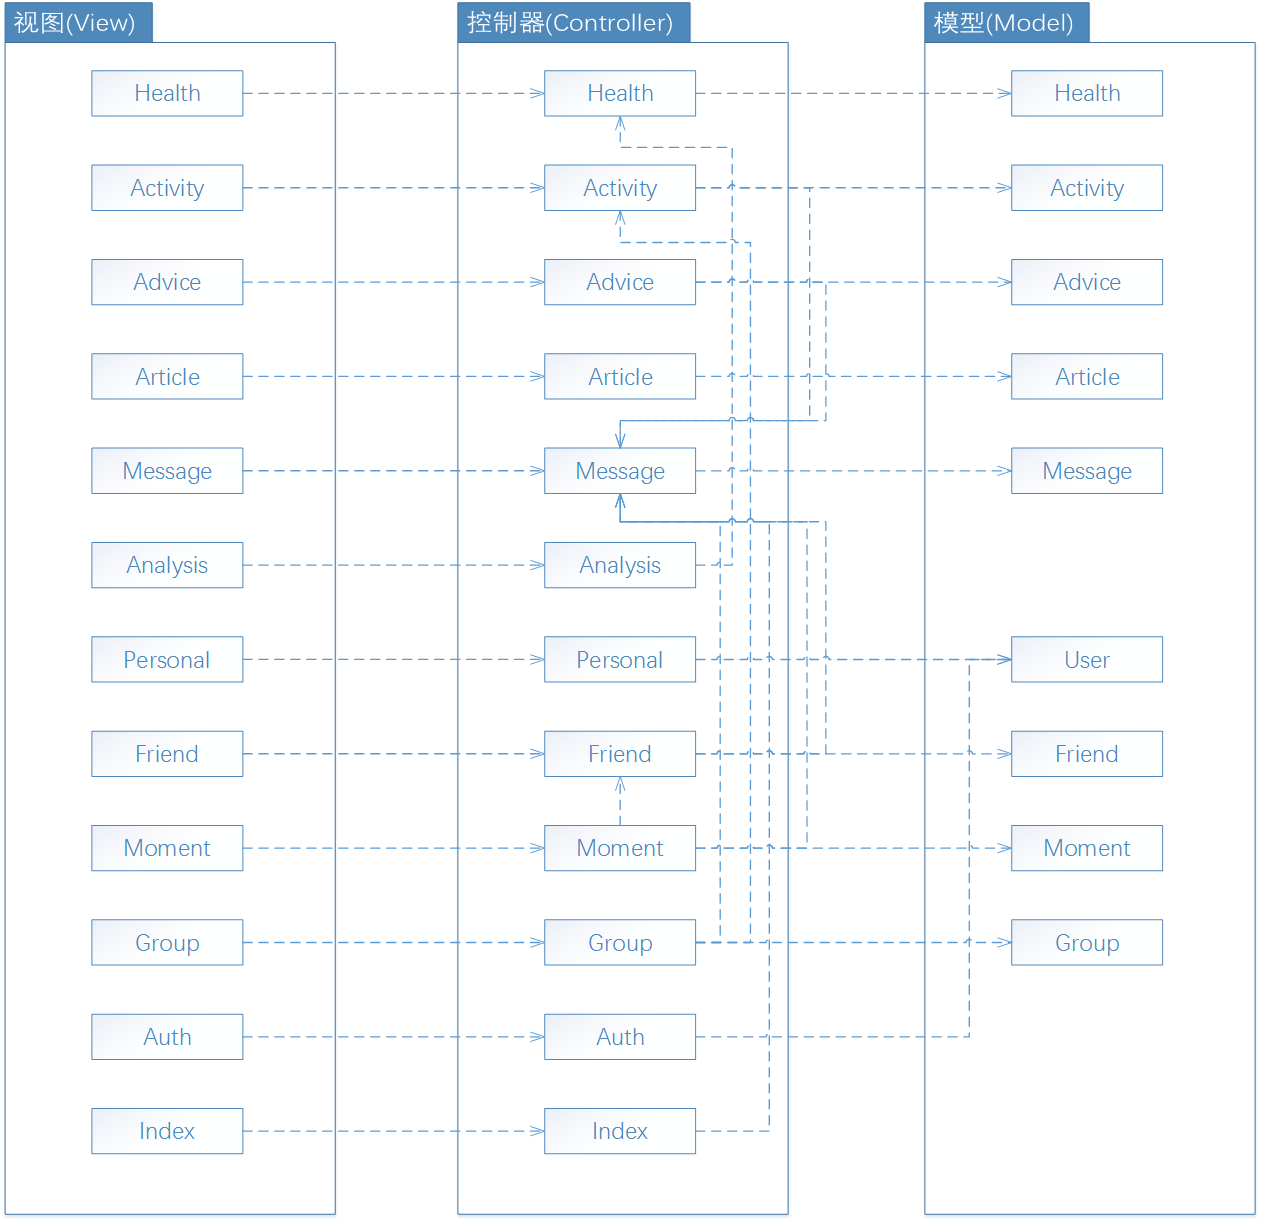 视图(View)
控制器(Controller)
模型(Model)
Health
Health
Health
Activity
Activity
Activity
Advice
Advice
Advice
Article
Article
Article
Message
Message
Message
Analysis
Analysis
Personal
Personal
User
Friend
Friend
Friend
Moment
Moment
Moment
Group
Group
Group
Auth
Auth
Index
Index